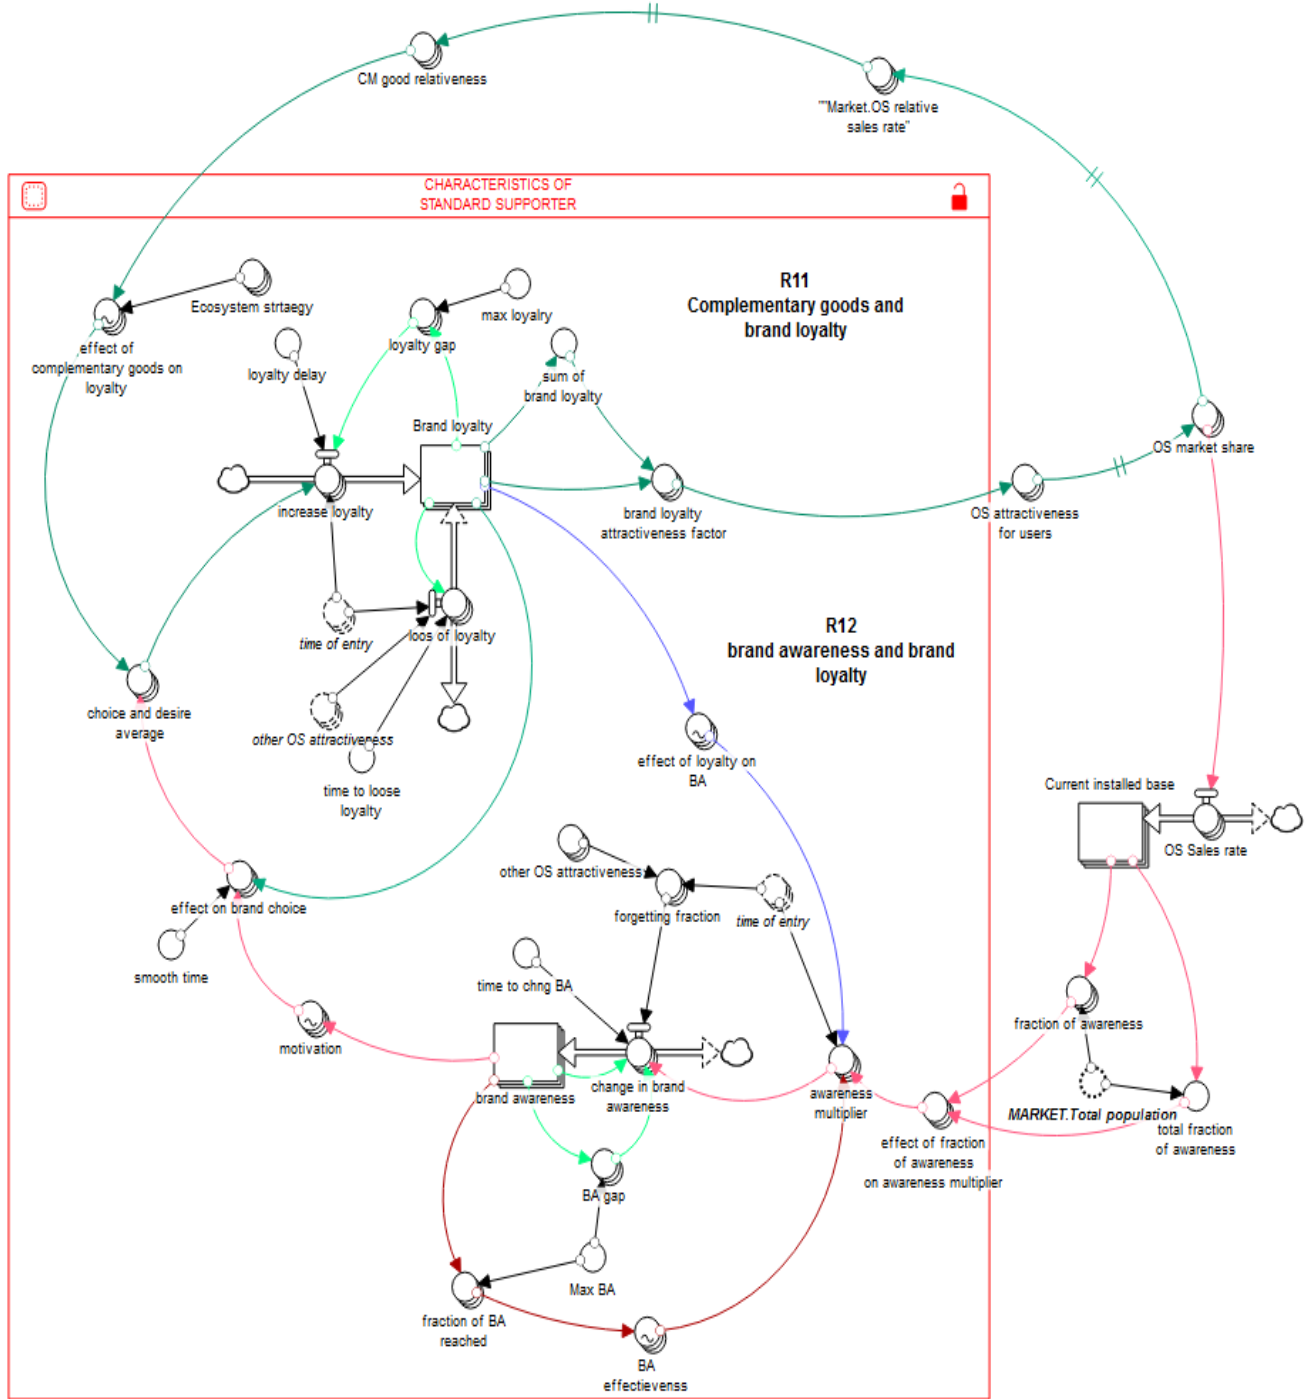 CM good relativeness
""Market.OS relative
sales rate"
CHARACTERISTICS OF
STANDARD SUPPORTER
R11
Complementary goods and
brand loyalty
Ecosystem strtaegy
max loyalry
effect of
complementary goods on
loyalty
loyalty gap
loyalty delay
sum of
brand loyalty
Brand loyalty
OS market share
increase loyalty
brand loyalty
attractiveness factor
OS attractiveness
for users
time of entry
loos of loyalty
R12
brand awareness and brand
loyalty
choice and desire
average
other OS attractiveness
time to loose
loyalty
effect of loyalty on
BA
Current installed base
OS Sales rate
other OS attractiveness
effect on brand choice
forgetting fraction
time of entry
smooth time
time to chng BA
motivation
fraction of awareness
brand awareness
change in brand
awareness
awareness
multiplier
MARKET.Total population
total fraction
of awareness
effect of fraction
of awareness
on awareness multiplier
BA gap
Max BA
fraction of BA
reached
BA
effectievenss